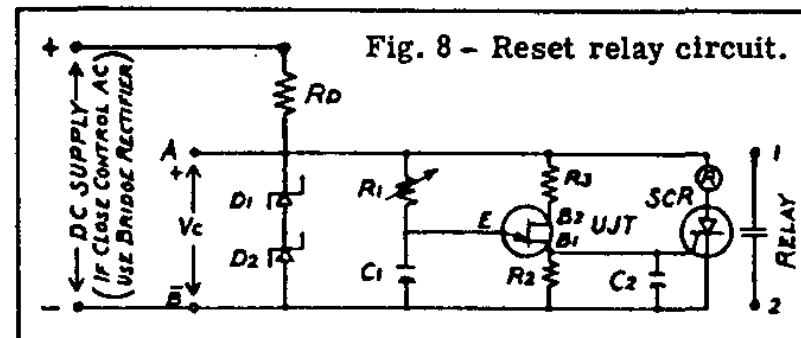 Fig. 8 - Reset relay circuit.
+
DC SUPPLY
(IF CLOSE CONTROL AC
USE BRIDGE RECTIFIER)
-
RD
A
+
VC
B
D1
D2
R1
C1
E
R3
B2
UJT
B1
R2
C2
SCR
R
1
RELAY
2